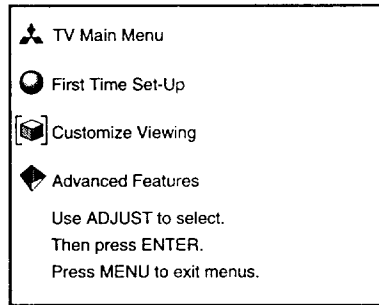 TV Main Menu
First Time Set-Up
Customize Viewing
Advanced Features
Use ADJUST to select.
Then press ENTER.
Press MENU to exit menus.